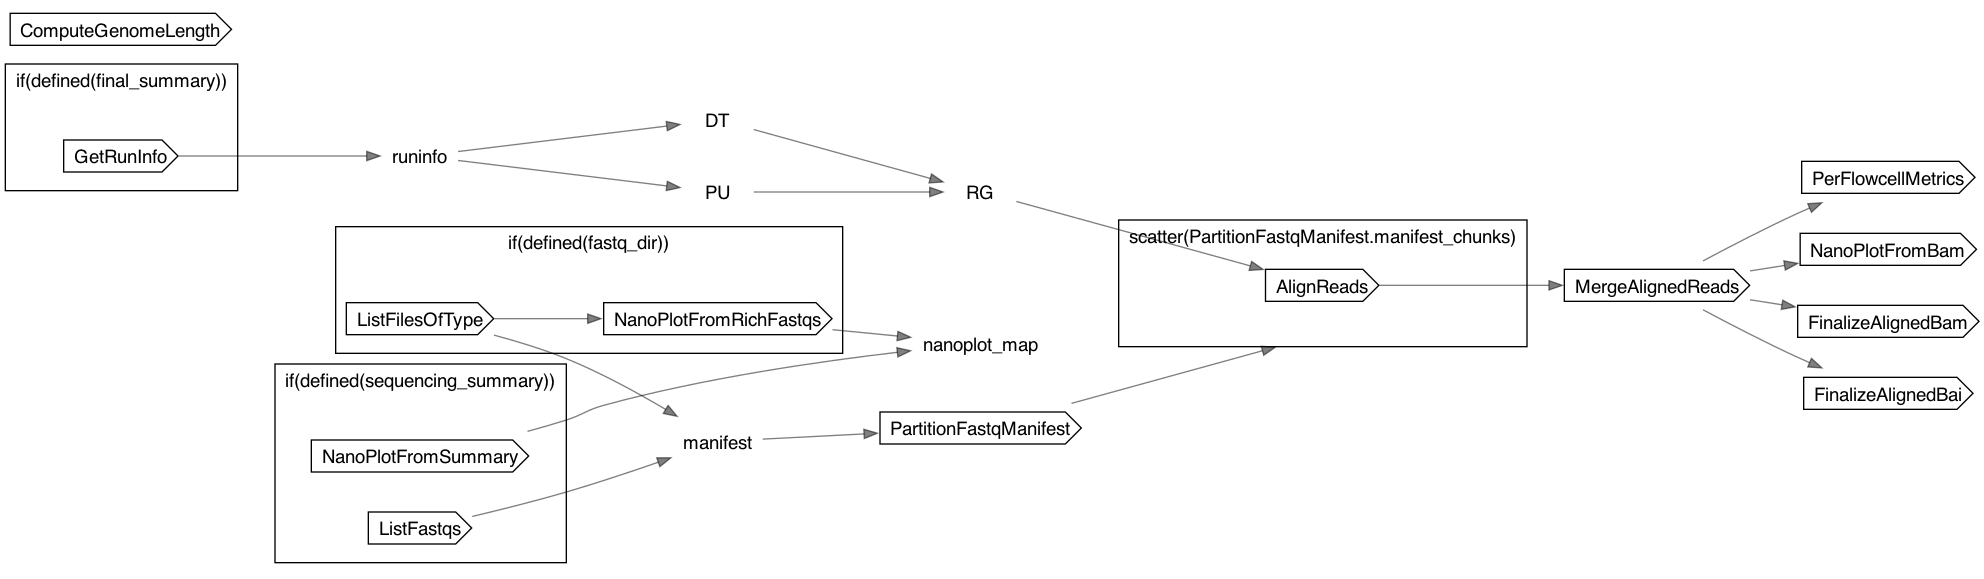 ComputeGenomeLength
if(defined(final_summary))
GetRunInfo
runinfo
DT
PU
RG
if(defined(fastq_dir))
ListFilesOfType
NanoPlotFromRichFastqs
nanoplot_map
if(defined(sequencing_summary))
NanoPlotFromSummary
ListFastqs
manifest
PartitionFastqManifest
scatter(PartitionFastqManifest.manifest_chunks)
AlignReads
MergeAlignedReads
PerFlowcellMetrics
NanoPlotFromBam
FinalizeAlignedBam
FinalizeAlignedBai